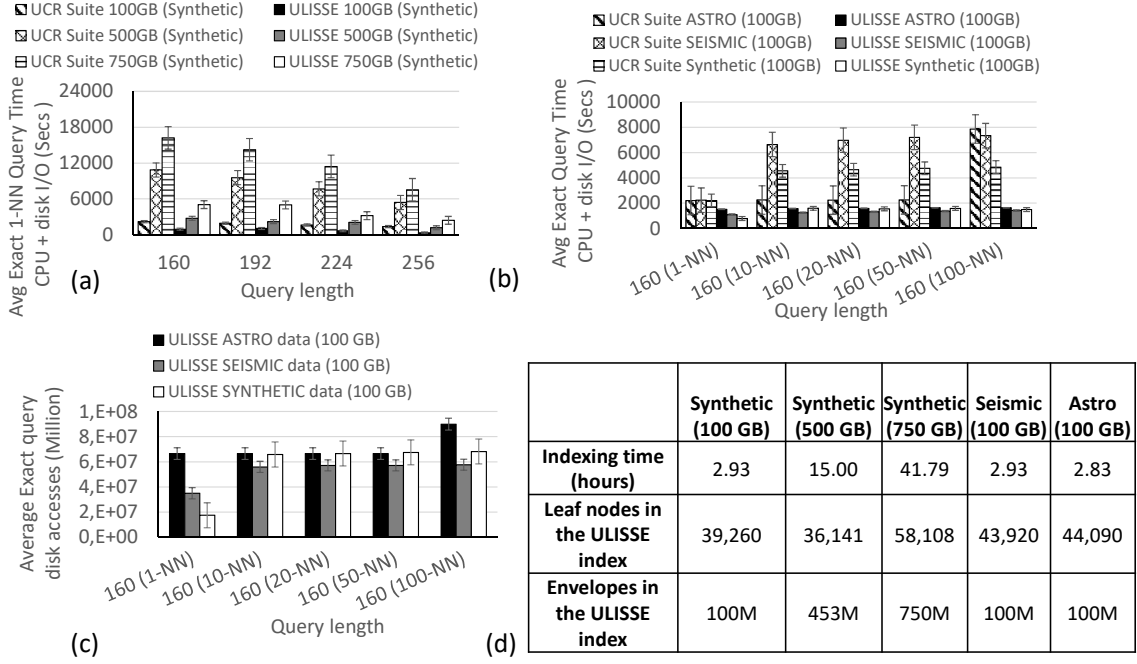 UCR Suite 100GB (Synthetic) ULISSE 100GB (Synthetic)
UCR Suite 500GB (Synthetic) ULISSE 500GB (Synthetic)
UCR Suite 750GB (Synthetic) ULISSE 750GB (Synthetic)
Avg Exact 1-NN Query Time
CPU + disk I/O (Secs )
24000
18000
12000
6000
0
160 192 224 256
Query length
(a)
UCR Suite ASTRO (100GB) ULISSE ASTRO (100GB)
UCR Suite SEISMIC (100GB) ULISSE SEISMIC (100GB)
UCR Suite Synthetic (100GB) ULISSE Synthetic (100GB)
Avg Exact Query Time
CPU + disk I/O (Secs )
10000
8000
6000
4000
2000
0
160 (1-NN) 160 (10-NN) 160 (20-NN) 160 (50-NN) 160 (100-NN)
Query length
(b)
ULISSE ASTRO data (100 GB)
ULISSE SEISMIC data (100 GB)
ULISSE SYNTHETIC data (100 GB)
Average Exact query
disk accesses (Million)
1,E+08
8,E+07
6,E+07
4,E+07
2,E+07
0,E+00
160 (1-NN) 160 (10-NN) 160 (20-NN) 160 (50-NN) 160 (100-NN)
Query length
(c)
(d)
Synthetic Synthetic Synthetic Seismic Astro
(100 GB) (500 GB) (750 GB) (100 GB) (100 GB)
Indexing time
(hours)
2.93 15.00 41.79 2.93 2.83
Leaf nodes in
the ULISSE
index
39,260 36,141 58,108 43,920 44,090
Envelopes in
the ULISSE
index
100M 453M 750M 100M 100M